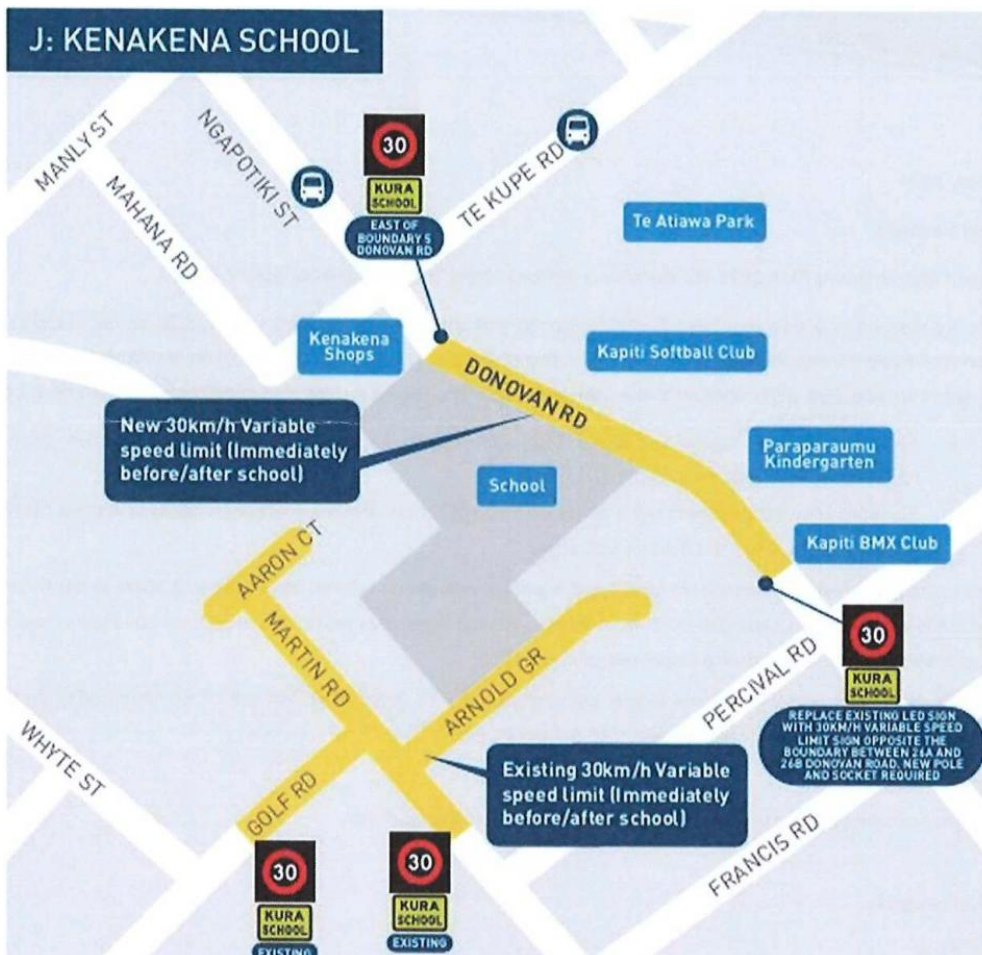 J: KENAKENA SCHOOL
MANLY ST
NGAPOTIKI ST
MAHANA RD
30
KURA
SCHOOL
EAST OF
BOUNDARY 5
DONOVAN RD
TE KUPE RD
Te Atiawa Park
Kenakena
Shops
Kapiti Softball Club
DONOVAN RD
New 30km/h Variable
speed limit (Immediately
before/after school)
School
Paraparaumu
Kindergarten
Kapiti BMX Club
AARON CT
MARTIN RD
ARNOLD GR
30
KURA
SCHOOL
REPLACE EXISTING LED SIGN
WITH 30KM/H VARIABLE SPEED
LIMIT SIGN OPPOSITE THE
BOUNDARY BETWEEN 26A AND
26B DONOVAN ROAD. NEW POLE
AND SOCKET REQUIRED
PERCIVAL RD
WHYTE ST
GOLF RD
Existing 30km/h Variable
speed limit (Immediately
before/after school)
FRANCIS RD
30
KURA
SCHOOL
EXISTING
30
KURA
SCHOOL
EXISTING